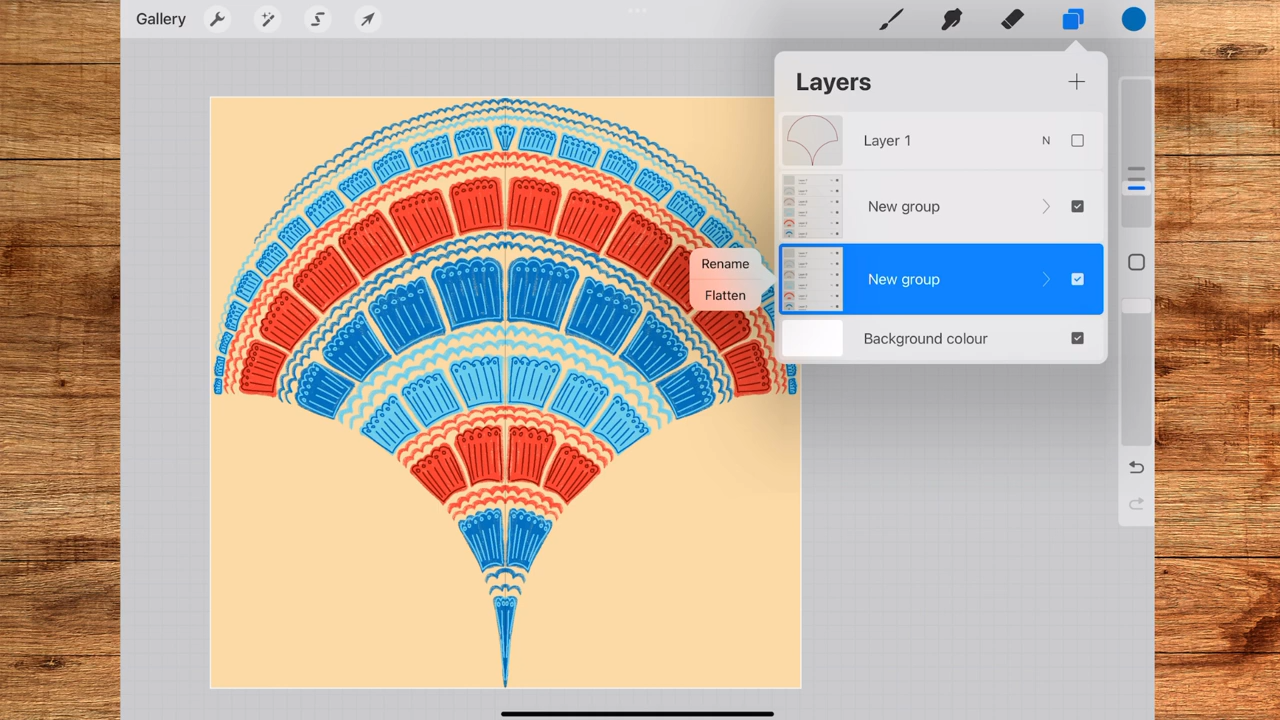 Gallery
Layers
Layer 1
N
New group
Rename
New group
Flatten
Background colour